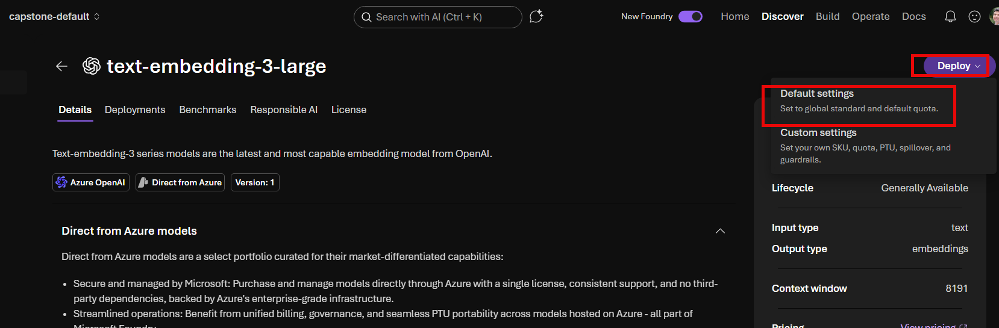 capstone-default
Search with AI (Ctrl + K)
New Foundry
Home
Discover
Build
Operate
Docs
text-embedding-3-large
Deploy
Default settings
Set to global standard and default quota.
Custom settings
Set your own SKU, quota, PTU, spillover, and
guardrails.
Details
Deployments
Benchmarks
Responsible AI
License
Text-embedding-3 series models are the latest and most capable embedding model from OpenAI.
Azure OpenAI
Direct from Azure
Version: 1
Lifecycle
Generally Available
Input type
text
Output type
embeddings
Context window
8191
Pricing
View pricing
Direct from Azure models
Direct from Azure models are a select portfolio curated for their market-differentiated capabilities:
• Secure and managed by Microsoft: Purchase and manage models directly through Azure with a single license, consistent support, and no third-
party dependencies, backed by Azure's enterprise-grade infrastructure.
• Streamlined operations: Benefit from unified billing, governance, and seamless PTU portability across models hosted on Azure - all part of
Microsoft Foundry.